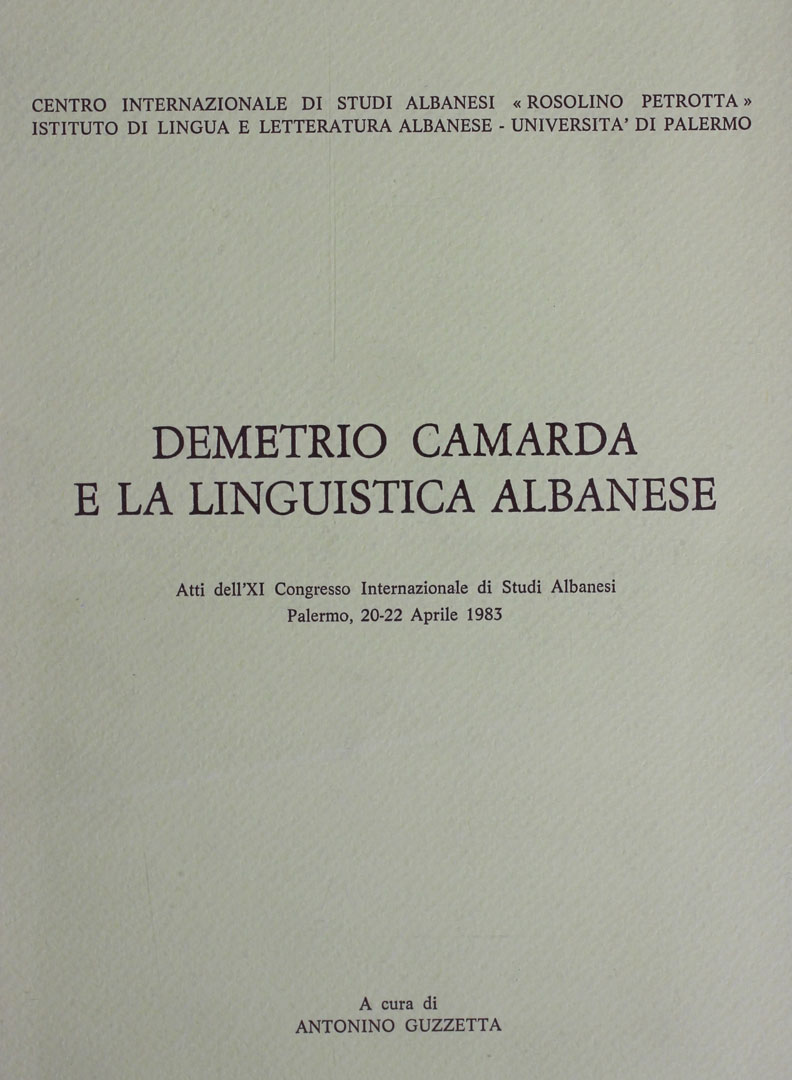 CENTRO INTERNAZIONALE DI STUDI ALBANESI « ROSOLINO PETROTTA »
ISTITUTO DI LINGUA E LETTERATURA ALBANESE - UNIVERSITA' DI PALERMO
DEMETRIO CAMARDA
E LA LINGUISTICA ALBANESE
Atti dell'XI Congresso Internazionale di Studi Albanesi
Palermo, 20-22 Aprile 1983
A cura di
ANTONINO GUZZETTA